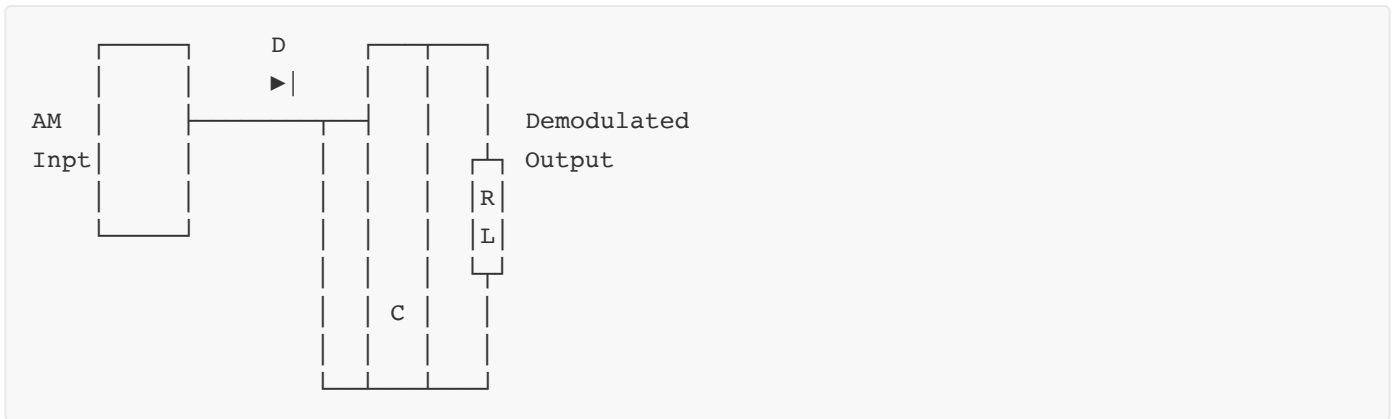 D
►|
AM
Demodulated
Inpt
Output
R
L
C